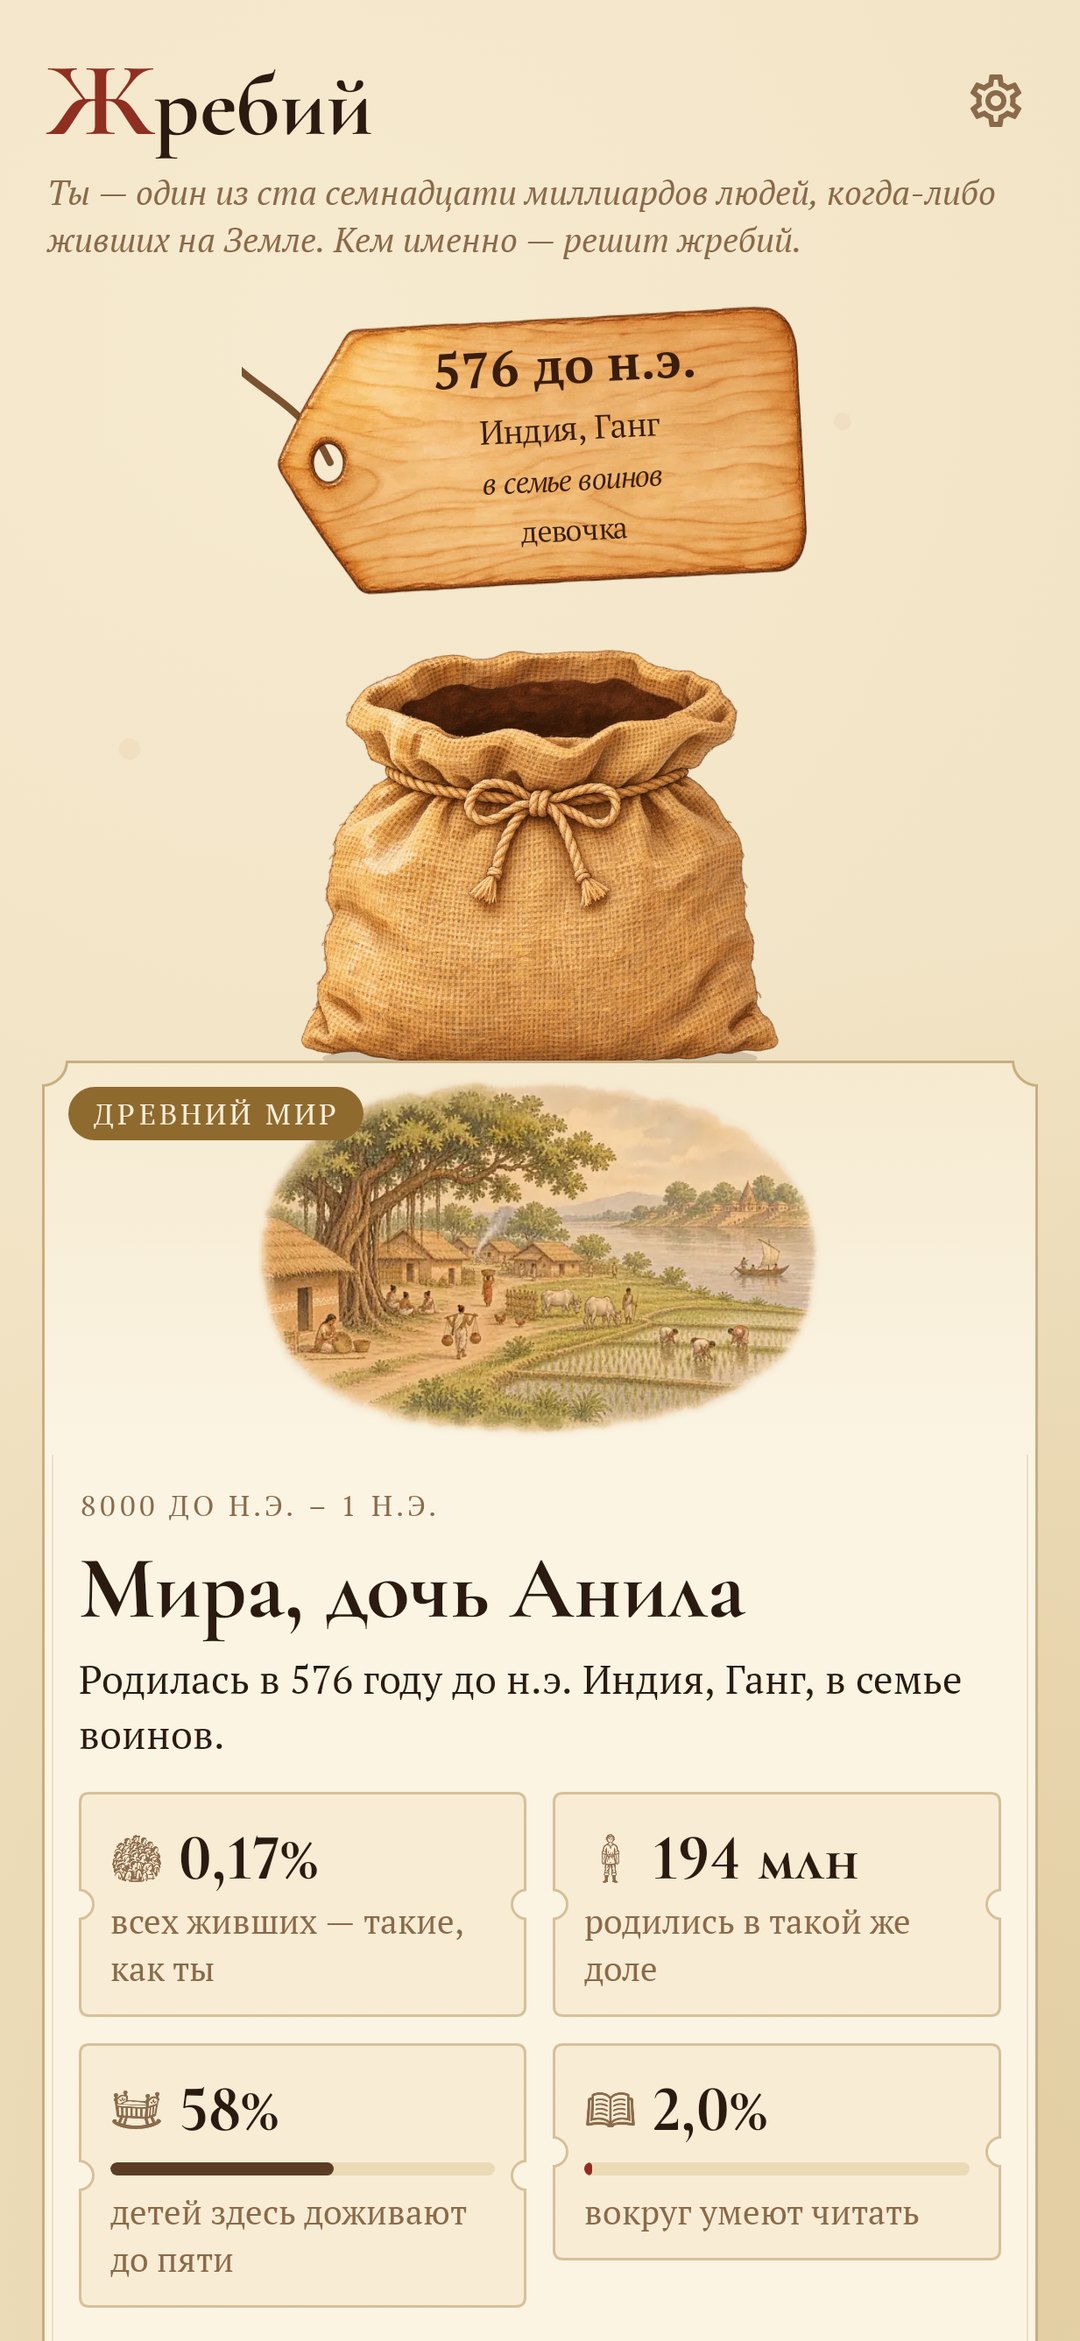 Жребий
Ты — один из ста семнадцати миллиардов людей, когда-либо
живших на Земле. Кем именно — решит жребий.
576 до н.э.
Индия, Ганг
в семье воинов
девочка
ДРЕВНИЙ МИР
8000 ДО Н.Э. – 1 Н.Э.
Мира, дочь Анила
Родилась в 576 году до н.э. Индия, Ганг, в семье
воинов.
0,17%
всех живших — такие,
как ты
194 млн
родились в такой же
доле
58%
детей здесь доживают
до пяти
2,0%
вокруг умеют читать